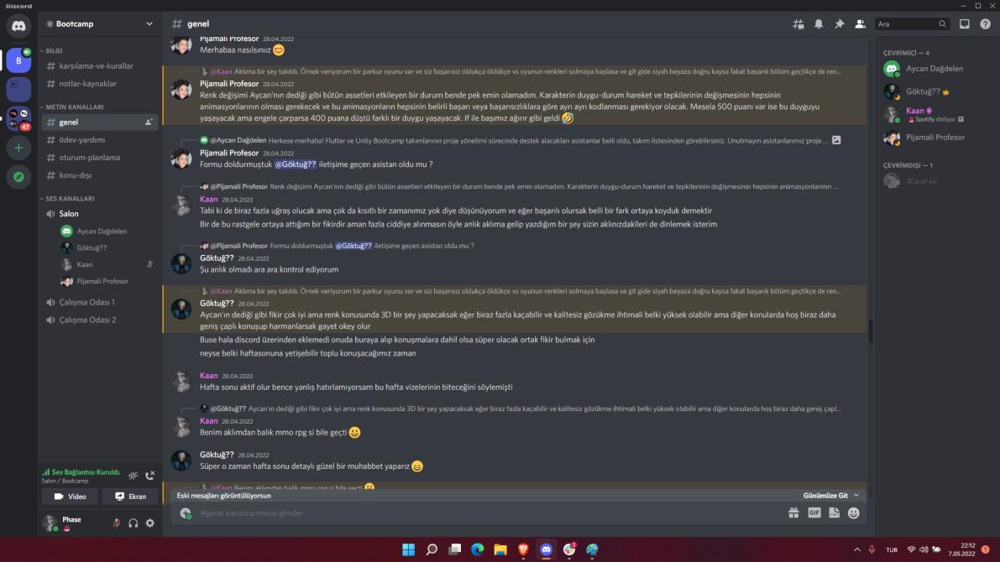 Discord
Bootcamp
genel
Ara
BİLGİ
karşılama-ve-kurallar
notlar-kaynaklar
METİN KANALLARI
genel
ödev-yardımı
oturum-planlama
konu-dışı
SES KANALLARI
Salon
Aycan Dağdelen
Göktuğ??
Kaan
Pijamali Profesor
Çalışma Odası 1
Çalışma Odası 2
B
47
Ses Bağlantısı Kuruldu.
Salon / Bootcamp
Video
Ekran
Phase
Pijamali Profesor 28.04.2022
Merhabaa nasılsınıız
@Kaan Aklıma bir şey takıldı. Örnek veriyorum bir parkur oyunu var ve siz başarısız oldukça öldükçe vs oyunun renkleri solmaya başlasa ve git gide siyah beyaza doğru kaysa fakat başarılı bölüm geçtikçe de ren...
Pijamali Profesor 28.04.2022
Renk değişimi Aycan'nın dediği gibi bütün assetleri etkileyen bir durum bende pek emin olamadım. Karakterin duygu-durum hareket ve tepkilerinin değişmesinin hepsinin
animasyonlarının olması gerekecek ve bu animasyonların hepsinin belirli başarı veya başarısızlıklara göre ayrı ayrı kodlanması gerekiyor olacak. Mesela 500 puanı var ise bu duyguyu
yaşayacak ama engele çarparsa 400 puana düştü farklı bir duygu yaşayacak. If ile başımız ağırır gibi geldi
@Aycan Dağdelen Herkese merhaba! Flutter ve Unity Bootcamp takımlarının proje yönetimi sürecinde destek alacakları asistanlar belli oldu, takım listesinden görebilirsiniz. Unutmayın asistanlarımız proje ...
Pijamali Profesor 28.04.2022
Formu doldurmuştuk @Göktuğ?? iletişime geçen asistan oldu mu ?
@Pijamali Profesor Renk değişimi Aycan'nın dediği gibi bütün assetleri etkileyen bir durum bende pek emin olamadım. Karakterin duygu-durum hareket ve tepkilerinin değişmesinin hepsinin animasyonlarının ...
Kaan 28.04.2022
Tabi ki de biraz fazla uğraş olucak ama çok da kısıtlı bir zamanımız yok diye düşünüyorum ve eğer başarılı olursak belli bir fark ortaya koyduk demektir
Bir de bu rastgele ortaya attığım bir fikirdir aman fazla ciddiye alınmasın öyle anlık aklıma gelip yazdığım bir şey sizin aklınızdakileri de dinlemek isterim
@Pijamali Profesor Formu doldurmuştuk @Göktuğ?? iletişime geçen asistan oldu mu ?
Göktuğ?? 28.04.2022
Şu anlık olmadı ara ara kontrol ediyorum
@Kaan Aklıma bir şey takıldı. Örnek veriyorum bir parkur oyunu var ve siz başarısız oldukça öldükçe vs oyunun renkleri solmaya başlasa ve git gide siyah beyaza doğru kaysa fakat başarılı bölüm geçtikçe de ren...
Göktuğ?? 28.04.2022
Aycan'ın dediği gibi fikir çok iyi ama renk konusunda 3D bir şey yapacaksak eğer biraz fazla kaçabilir ve kalitesiz gözükme ihtimali belki yüksek olabilir ama diğer konularda hoş biraz daha
geniş çaplı konuşup harmanlarsak gayet okey olur
Buse hala discord üzerinden eklemedi onuda buraya alıp konuşmalara dahil olsa süper olacak ortak fikir bulmak için
neyse belki haftasonuna yetişebilir toplu konuşacağımız zaman
Kaan 28.04.2022
Hafta sonu aktif olur bence yanlış hatırlamıyorsam bu hafta vizelerinin biteceğini söylemişti
@Göktuğ?? Aycan'ın dediği gibi fikir çok iyi ama renk konusunda 3D bir şey yapacaksak eğer biraz fazla kaçabilir ve kalitesiz gözükme ihtimali belki yüksek olabilir ama diğer konularda hoş biraz daha geniş çapl...
Kaan 28.04.2022
Benim aklımdan balık mmo rpg si bile geçti
Göktuğ?? 28.04.2022
Süper o zaman hafta sonu detaylı güzel bir muhabbet yaparız
@Kaan Benim aklımdan balık mmo rpg si bile geçti
Eski mesajları görüntülüyorsun
Günümüze Git
#genel kanalına mesaj gönder
GIF
ÇEVRİMİÇİ — 4
Aycan Dağdelen
Göktuğ??
Kaan
Spotify dinliyor
Pijamali Profesor
ÇEVRİMDIŞI — 1
Kawie
TUR
22:12
7.05.2022
1